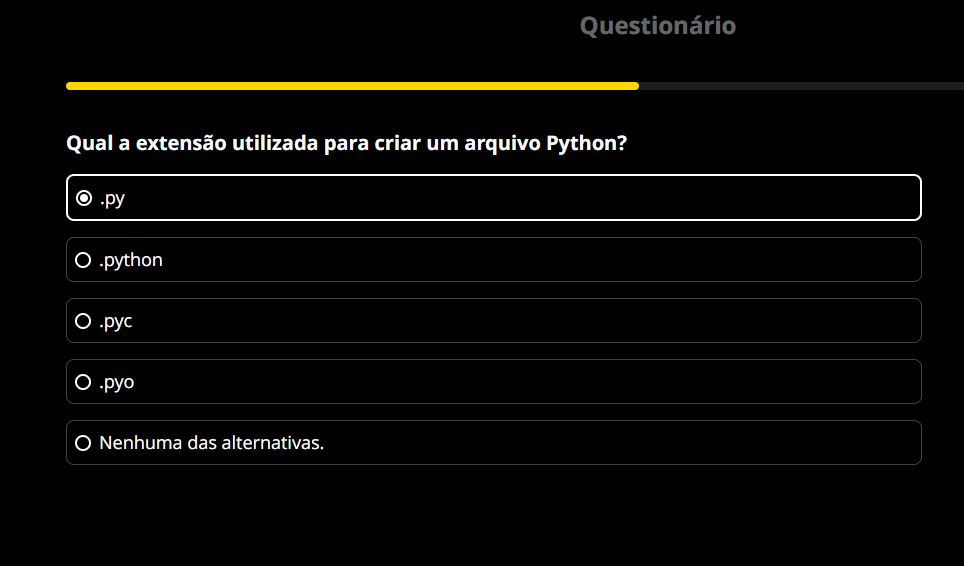 Questionário
Qual a extensão utilizada para criar um arquivo Python?
.py
.python
.pyc
.pyo
Nenhuma das alternativas.